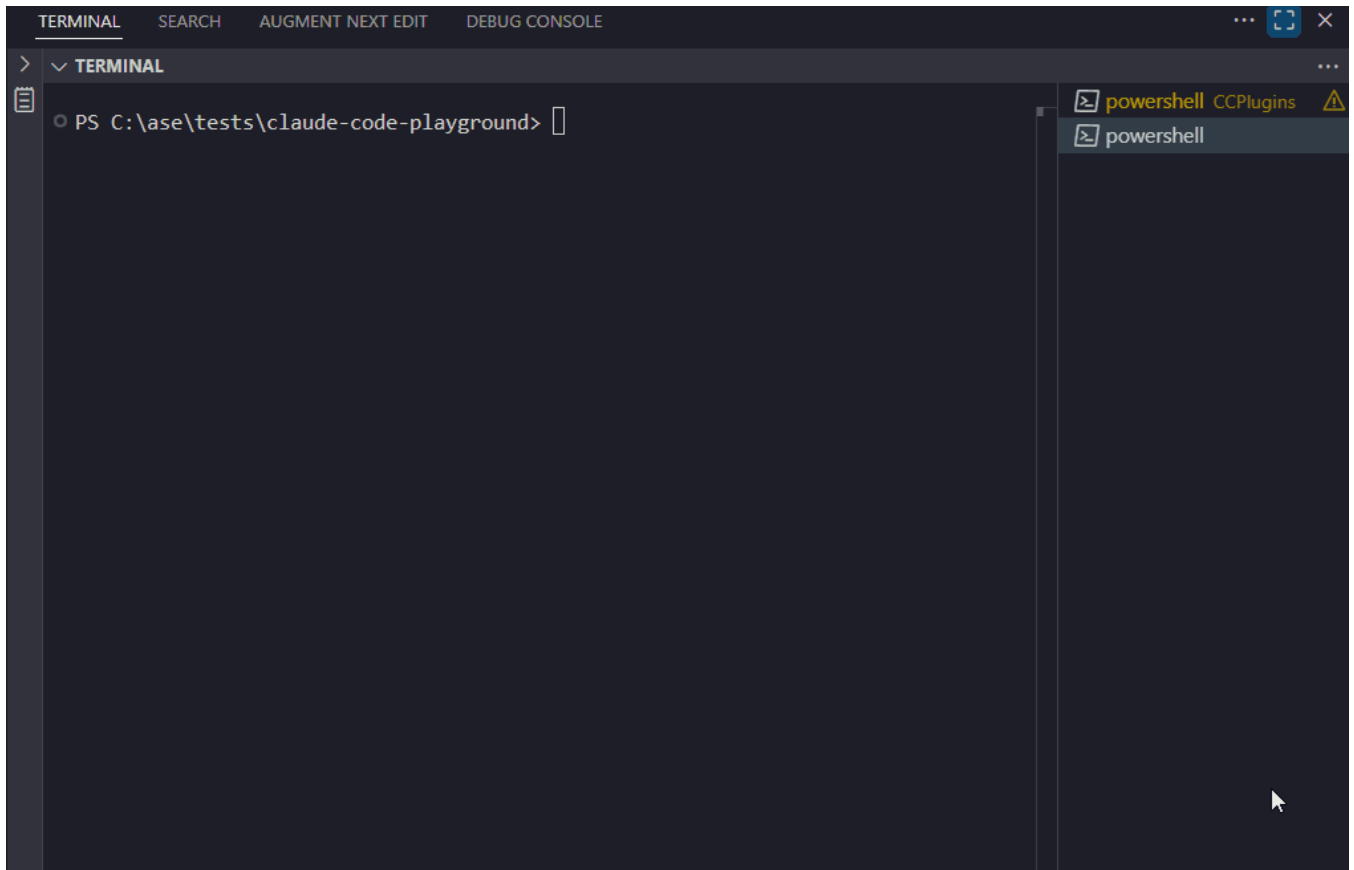 TERMINAL SEARCH AUGMENT NEXT EDIT DEBUG CONSOLE
TERMINAL
PS C:\ase\tests\claude-code-playground>
powershell CCPlugins
powershell